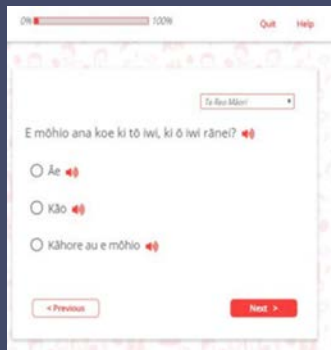 0% 100%
Quit Help
Te Reo Māori
E mōhio ana koe ki tō iwi, ki ō iwi rānei?
Āe
Kāo
Kāhore au e mōhio
< Previous Next >